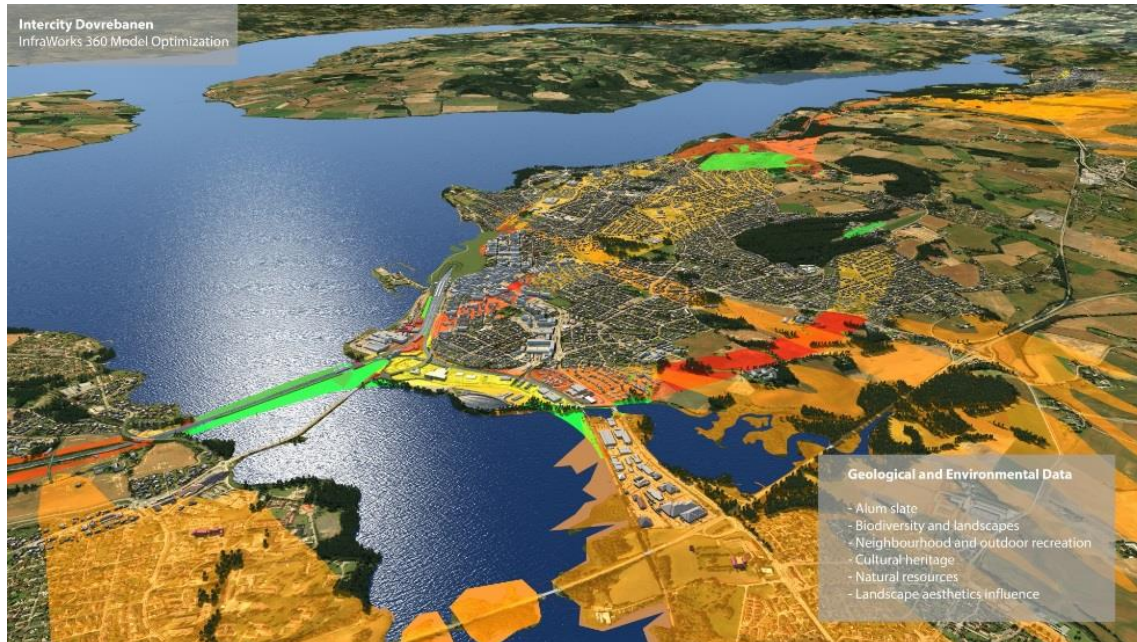 Intercity Dovrebanen
InfraWorks 360 Model Optimization
Geological and Environmental Data
- Alum slate
- Biodiversity and landscapes
- Neighbourhood and outdoor recreation
- Cultural heritage
- Natural resources
- Landscape aesthetics influence